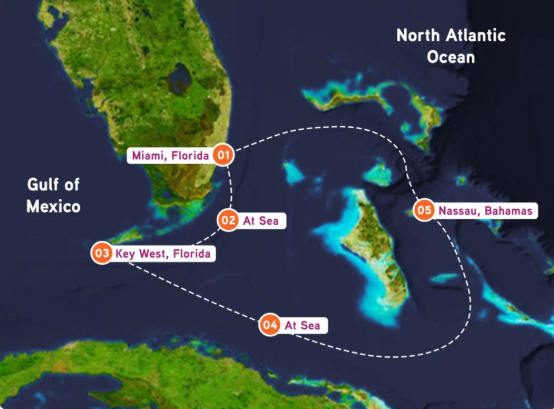 North Atlantic
Ocean
Miami, Florida 01
Gulf of
Mexico
02 At Sea
05 Nassau, Bahamas
03 Key West, Florida
04 At Sea